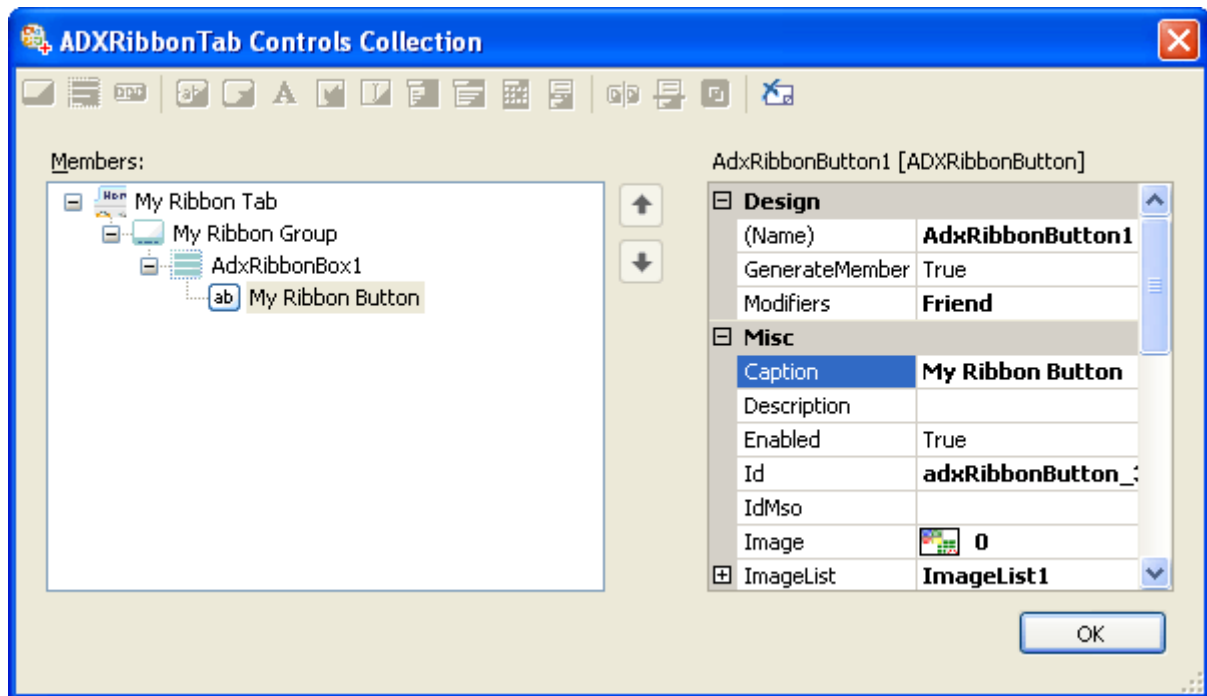 ADXRibbonTab Controls Collection
Members:
My Ribbon Tab
My Ribbon Group
AdxRibbonBox1
ab My Ribbon Button
AdxRibbonButton1 [ADXRibbonButton]
Design
(Name) AdxRibbonButton1
GenerateMember True
Modifiers Friend
Misc
Caption My Ribbon Button
Description
Enabled True
Id adxRibbonButton_
IdMso
Image 0
ImageList ImageList1
OK